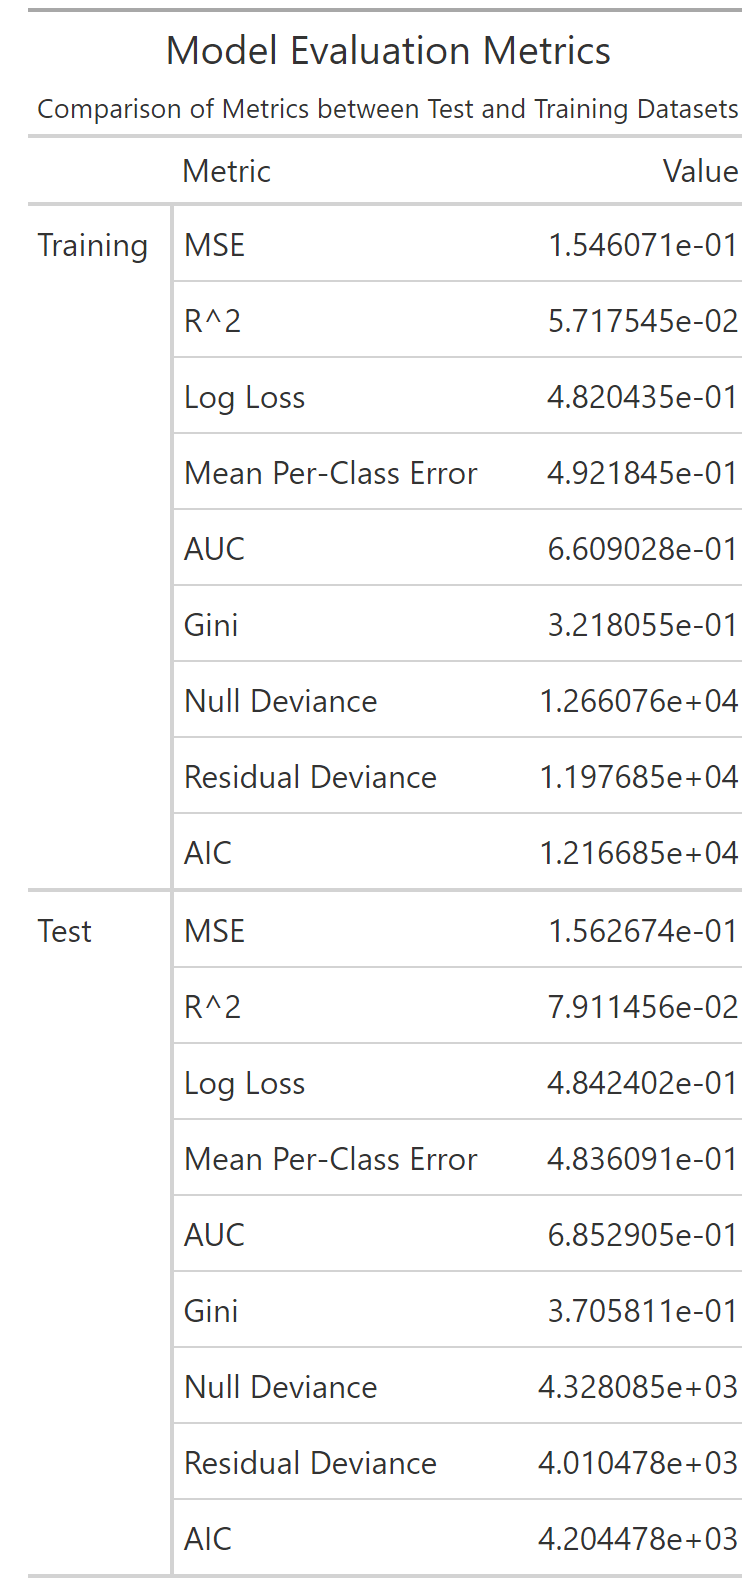 Model Evaluation Metrics
Comparison of Metrics between Test and Training Datasets
Metric Value
Training MSE 1.546071e-01
R^2 5.717545e-02
Log Loss 4.820435e-01
Mean Per-Class Error 4.921845e-01
AUC 6.609028e-01
Gini 3.218055e-01
Null Deviance 1.266076e+04
Residual Deviance 1.197685e+04
AIC 1.216685e+04
Test MSE 1.562674e-01
R^2 7.911456e-02
Log Loss 4.842402e-01
Mean Per-Class Error 4.836091e-01
AUC 6.852905e-01
Gini 3.705811e-01
Null Deviance 4.328085e+03
Residual Deviance 4.010478e+03
AIC 4.204478e+03